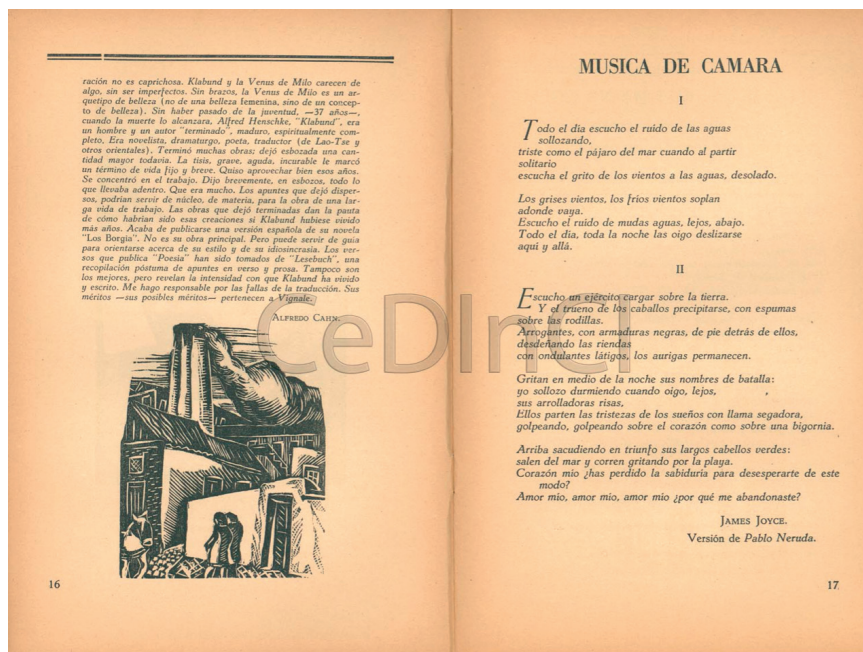 ración no es caprichosa. Klabund y la Venus de Milo carecen de
algo, sin ser imperfectos. Sin brazos, la Venus de Milo es un ar-
quetipo de belleza (no de una belleza femenina, sino de un concep-
to de belleza). Sin haber pasado de la juventud, —37 años—,
cuando la muerte lo alcanzara, Alfred Henschke, "Klabund", era
un hombre y un autor "terminado", maduro, espiritualmente com-
pleto, Era novelista, dramaturgo, poeta, traductor (de Lao-Tse y
otros orientales). Terminó muchas obras; dejó esbozada una can-
tidad mayor todavía. La tisis, grave, aguda, incurable le marcó
un término de vida fijo y breve. Quiso aprovechar bien esos años.
Se concentró en el trabajo. Dijo brevemente, en esbozos, todo lo
que llevaba adentro. Que era mucho. Los apuntes que dejó disper-
sos, podrían servir de núcleo, de materia, para la obra de una lar-
ga vida de trabajo. Las obras que dejó terminadas dan la pauta
de cómo habrían sido esas creaciones si Klabund hubiese vivido
más años. Acaba de publicarse una versión española de su novela
"Los Borgia". No es su obra principal. Pero puede servir de guía
para orientarse acerca de su estilo y de su idiosincrasia. Los ver-
sos que publica "Poesía" han sido tomados de "Lesebuch", una
recopilación póstuma de apuntes en verso y prosa. Tampoco son
los mejores, pero revelan la intensidad con que Klabund ha vivido
y escrito. Me hago responsable por las fallas de la traducción. Sus
méritos —sus posibles méritos— pertenecen a Vignale.
ALFREDO CAHN.
16
MUSICA DE CAMARA
I
Todo el día escucho el ruido de las aguas
sollozando,
triste como el pájaro del mar cuando al partir
solitario
escucha el grito de los vientos a las aguas, desolado.
Los grises vientos, los fríos vientos soplan
adonde vaya.
Escucho el ruido de mudas aguas, lejos, abajo.
Todo el día, toda la noche las oigo deslizarse
aquí y allá.
II
Escucho un ejército cargar sobre la tierra.
Y el trueno de los caballos precipitarse, con espumas
sobre las rodillas.
Arrogantes, con armaduras negras, de pie detrás de ellos,
desdeñando las riendas
con ondulantes látigos, los aurigas permanecen.
Gritan en medio de la noche sus nombres de batalla:
yo sollozo durmiendo cuando oigo, lejos,
sus arrolladoras risas,
Ellos parten las tristezas de los sueños con llama segadora,
golpeando, golpeando sobre el corazón como sobre una bigornia.
Arriba sacudiendo en triunfo sus largos cabellos verdes:
salen del mar y corren gritando por la playa.
Corazón mío ¿has perdido la sabiduría para desesperarte de este
modo?
Amor mío, amor mío, amor mío ¿por qué me abandonaste?
JAMES JOYCE.
Versión de Pablo Neruda.
17
CeDInCI